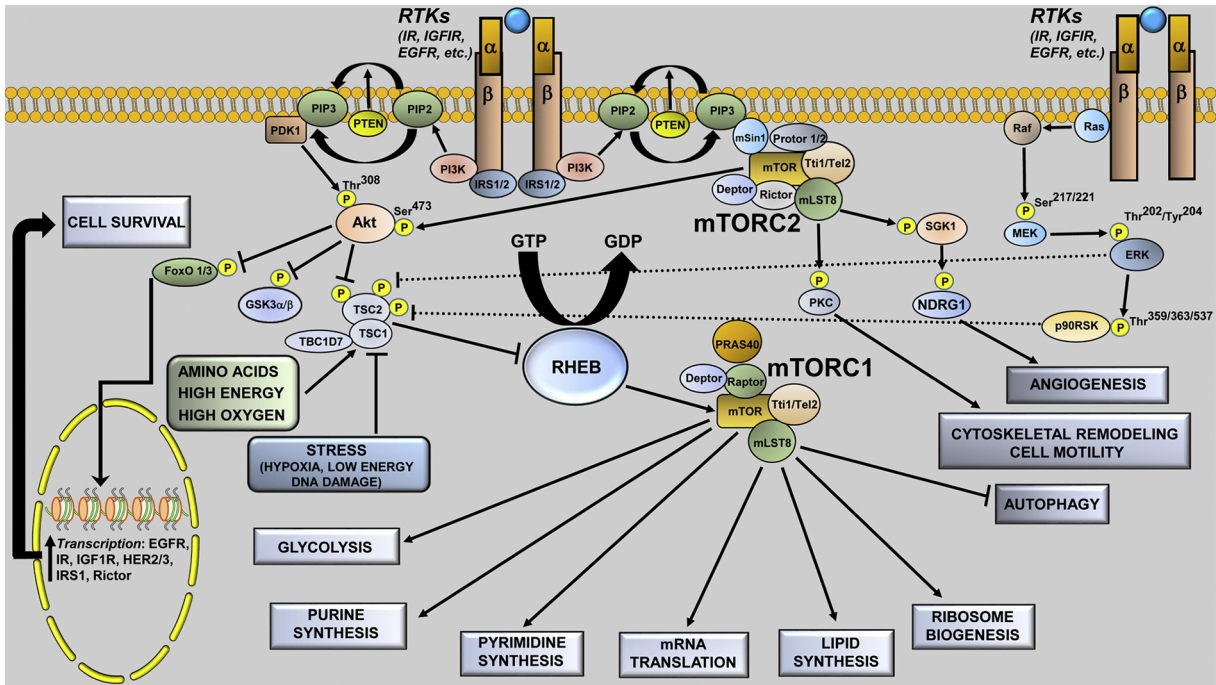 RTKs
(IR, IGFIR,
EGFR, etc.)
α
α
β
β
RTKs
(IR, IGFIR,
EGFR, etc.)
α
α
β
β
PIP3
PIP2
PTEN
PDK1
PI3K
IRS1/2
IRS1/2
PI3K
PIP2
PTEN
PIP3
mSin1
Protor 1/2
mTOR
Tti1/Tel2
Deptor
Rictor
mLST8
mTORC2
Raf
Ras
Thr308
P
Akt
Ser473
P
CELL SURVIVAL
FoxO 1/3
P
P
GSK3α/β
P
P
P
TSC2
TSC1
TBC1D7
GTP
GDP
RHEB
P
SGK1
P
PKC
P
NDRG1
Ser217/221
P
MEK
Thr202/Tyr204
P
ERK
p90RSK
P
Thr359/363/537
AMINO ACIDS
HIGH ENERGY
HIGH OXYGEN
STRESS
(HYPOXIA, LOW ENERGY
DNA DAMAGE)
PRAS40
mTORC1
Deptor
Raptor
mTOR
Tti1/Tel2
mLST8
ANGIOGENESIS
CYTOSKELETAL REMODELING
CELL MOTILITY
AUTOPHAGY
Transcription: EGFR,
IR, IGF1R, HER2/3,
IRS1, Rictor
GLYCOLYSIS
PURINE
SYNTHESIS
PYRIMIDINE
SYNTHESIS
mRNA
TRANSLATION
LIPID
SYNTHESIS
RIBOSOME
BIOGENESIS